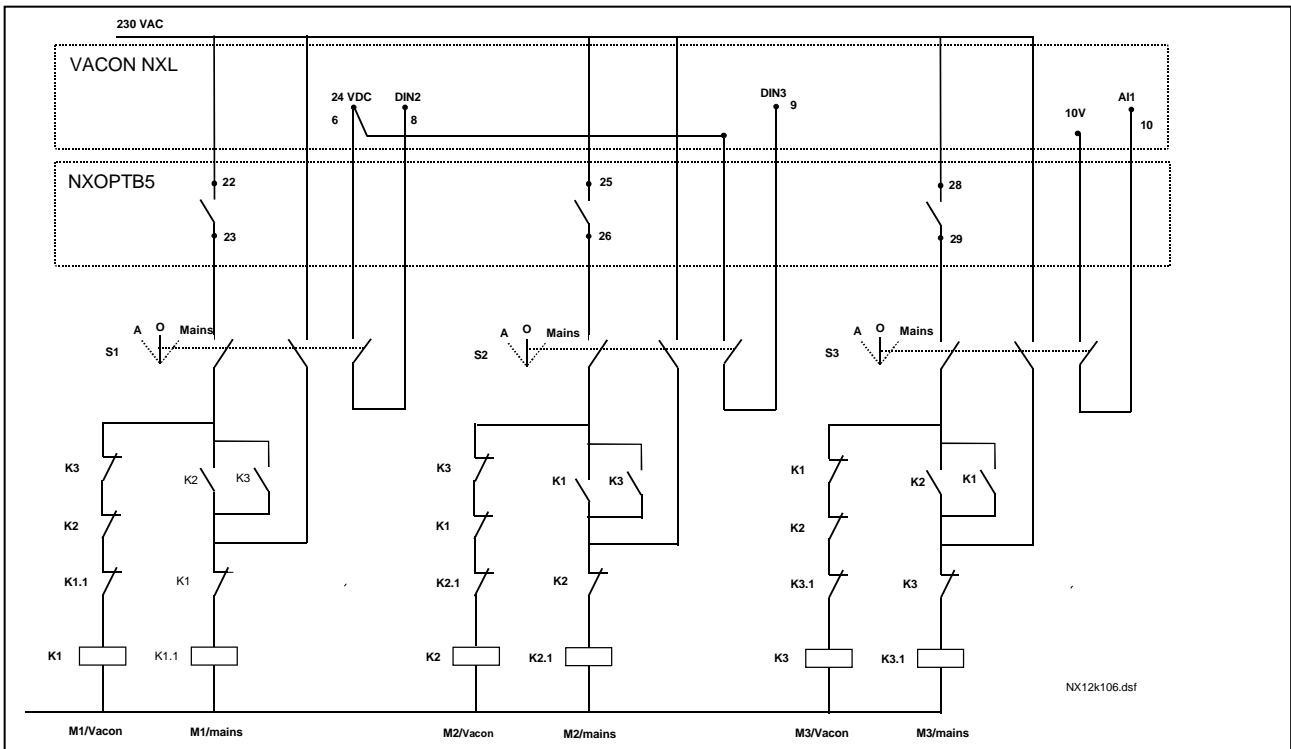 230 VAC
VACON NXL
24 VDC DIN2 DIN3 AI1
6 8 9 10V 10
NXOPTB5
22 25 28
23 26 29
A O Mains A O Mains A O Mains
S1 S2 S3
K3 K2 K3 K3 K1 K3 K1 K2 K1
K2 K1 K2
K1.1 K1 K2.1 K2 K3.1 K3
K1 K1.1 K2 K2.1 K3 K3.1
NX12k106.dsf
M1/Vacon M1/mains M2/Vacon M2/mains M3/Vacon M3/mains